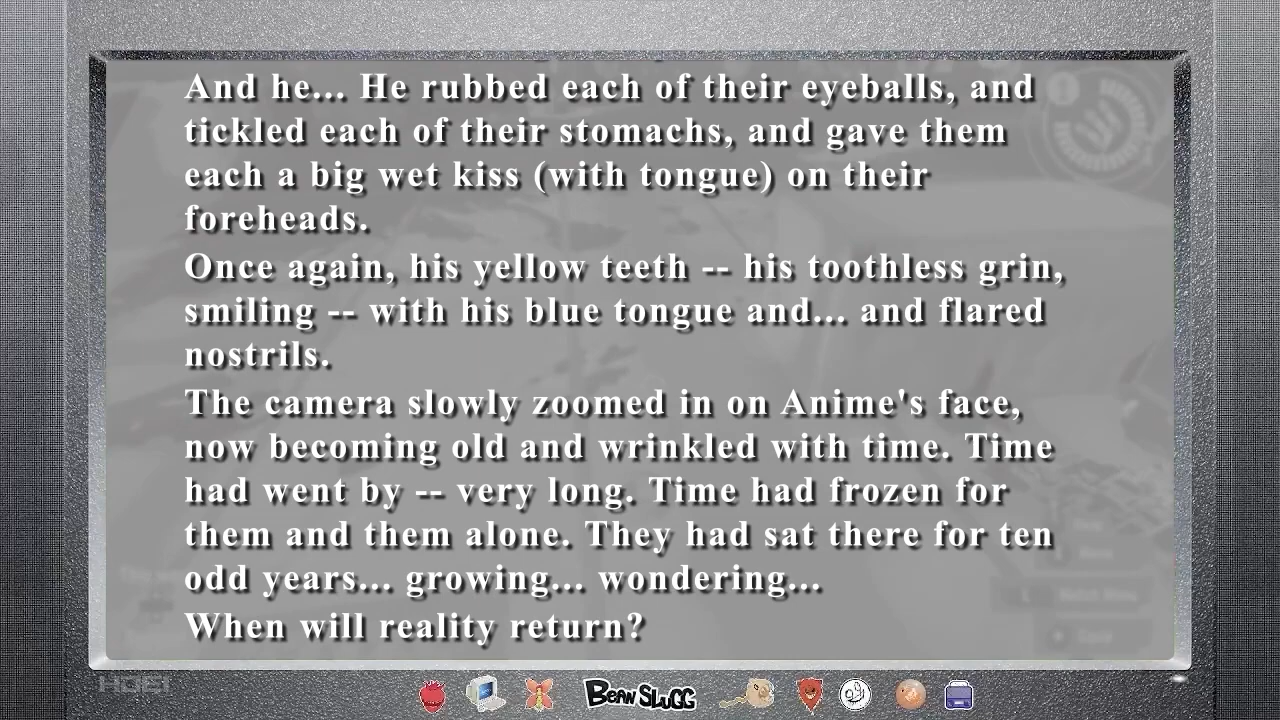 And he... He rubbed each of their eyeballs, and
tickled each of their stomachs, and gave them
each a big wet kiss (with tongue) on their
foreheads.
Once again, his yellow teeth -- his toothless grin,
smiling -- with his blue tongue and... and flared
nostrils.
The camera slowly zoomed in on Anime's face,
now becoming old and wrinkled with time. Time
had went by -- very long. Time had frozen for
them and them alone. They had sat there for ten
odd years... growing... wondering...
When will reality return?
BEAN SLUGG